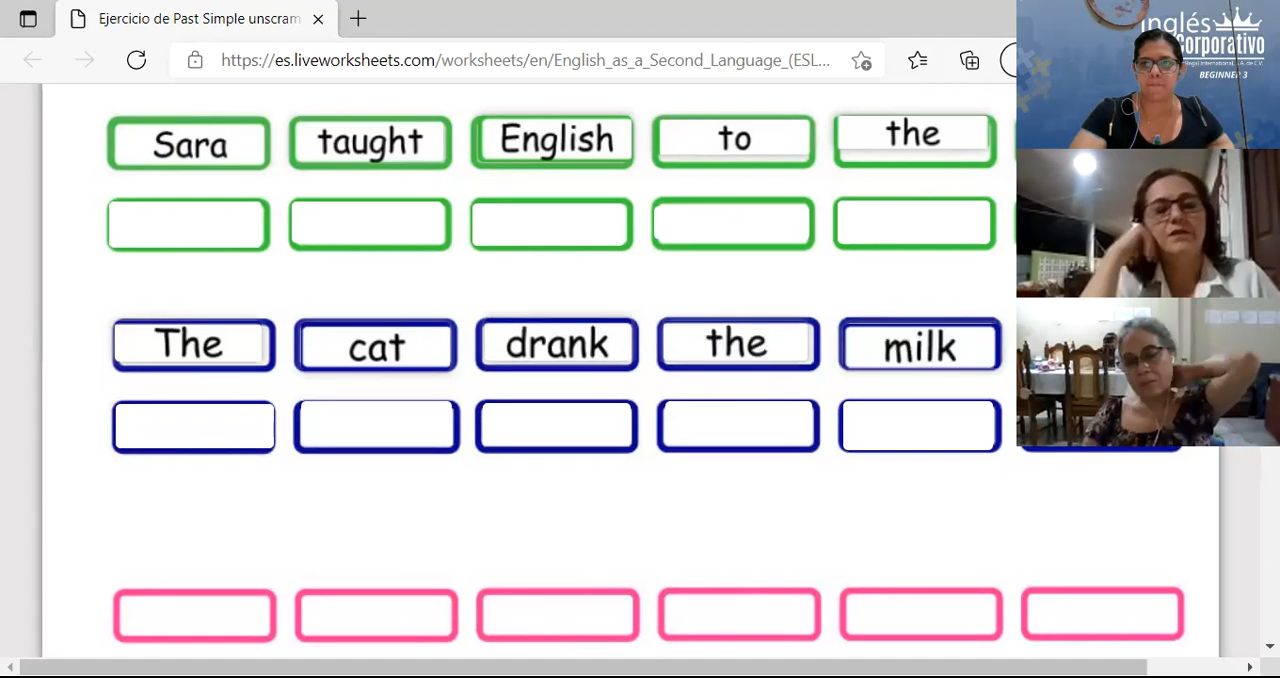 Ejercicio de Past Simple unscram
https://es.liveworksheets.com/worksheets/en/English_as_a_Second_Language_(ESL...
inglés
Corporativo
BEGINNER 3
Sara taught English to the
The cat drank the milk